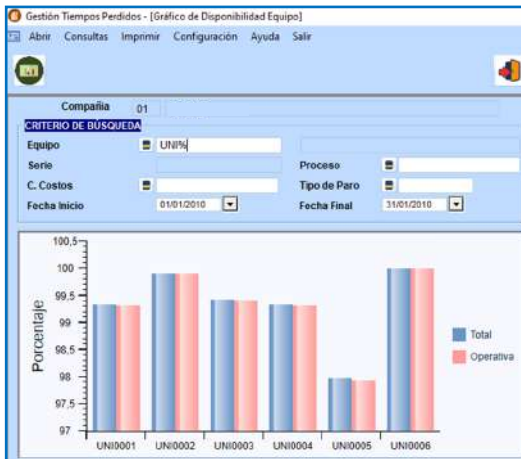 Gestión Tiempos Perdidos - [Gráfico de Disponibilidad Equipo]
Abrir Consultas Imprimir Configuración Ayuda Salir
Compañia 01
CRITERIO DE BÚSQUEDA
Equipo UNI%
Serie Proceso
C. Costos Tipo de Paro
Fecha Inicio 01/01/2010 Fecha Final 31/01/2010
100,5
100
99,5
99
98,5
98
97,5
97
Porcentaje
UNI0001 UNI0002 UNI0003 UNI0004 UNI0005 UNI0006
Total
Operativa